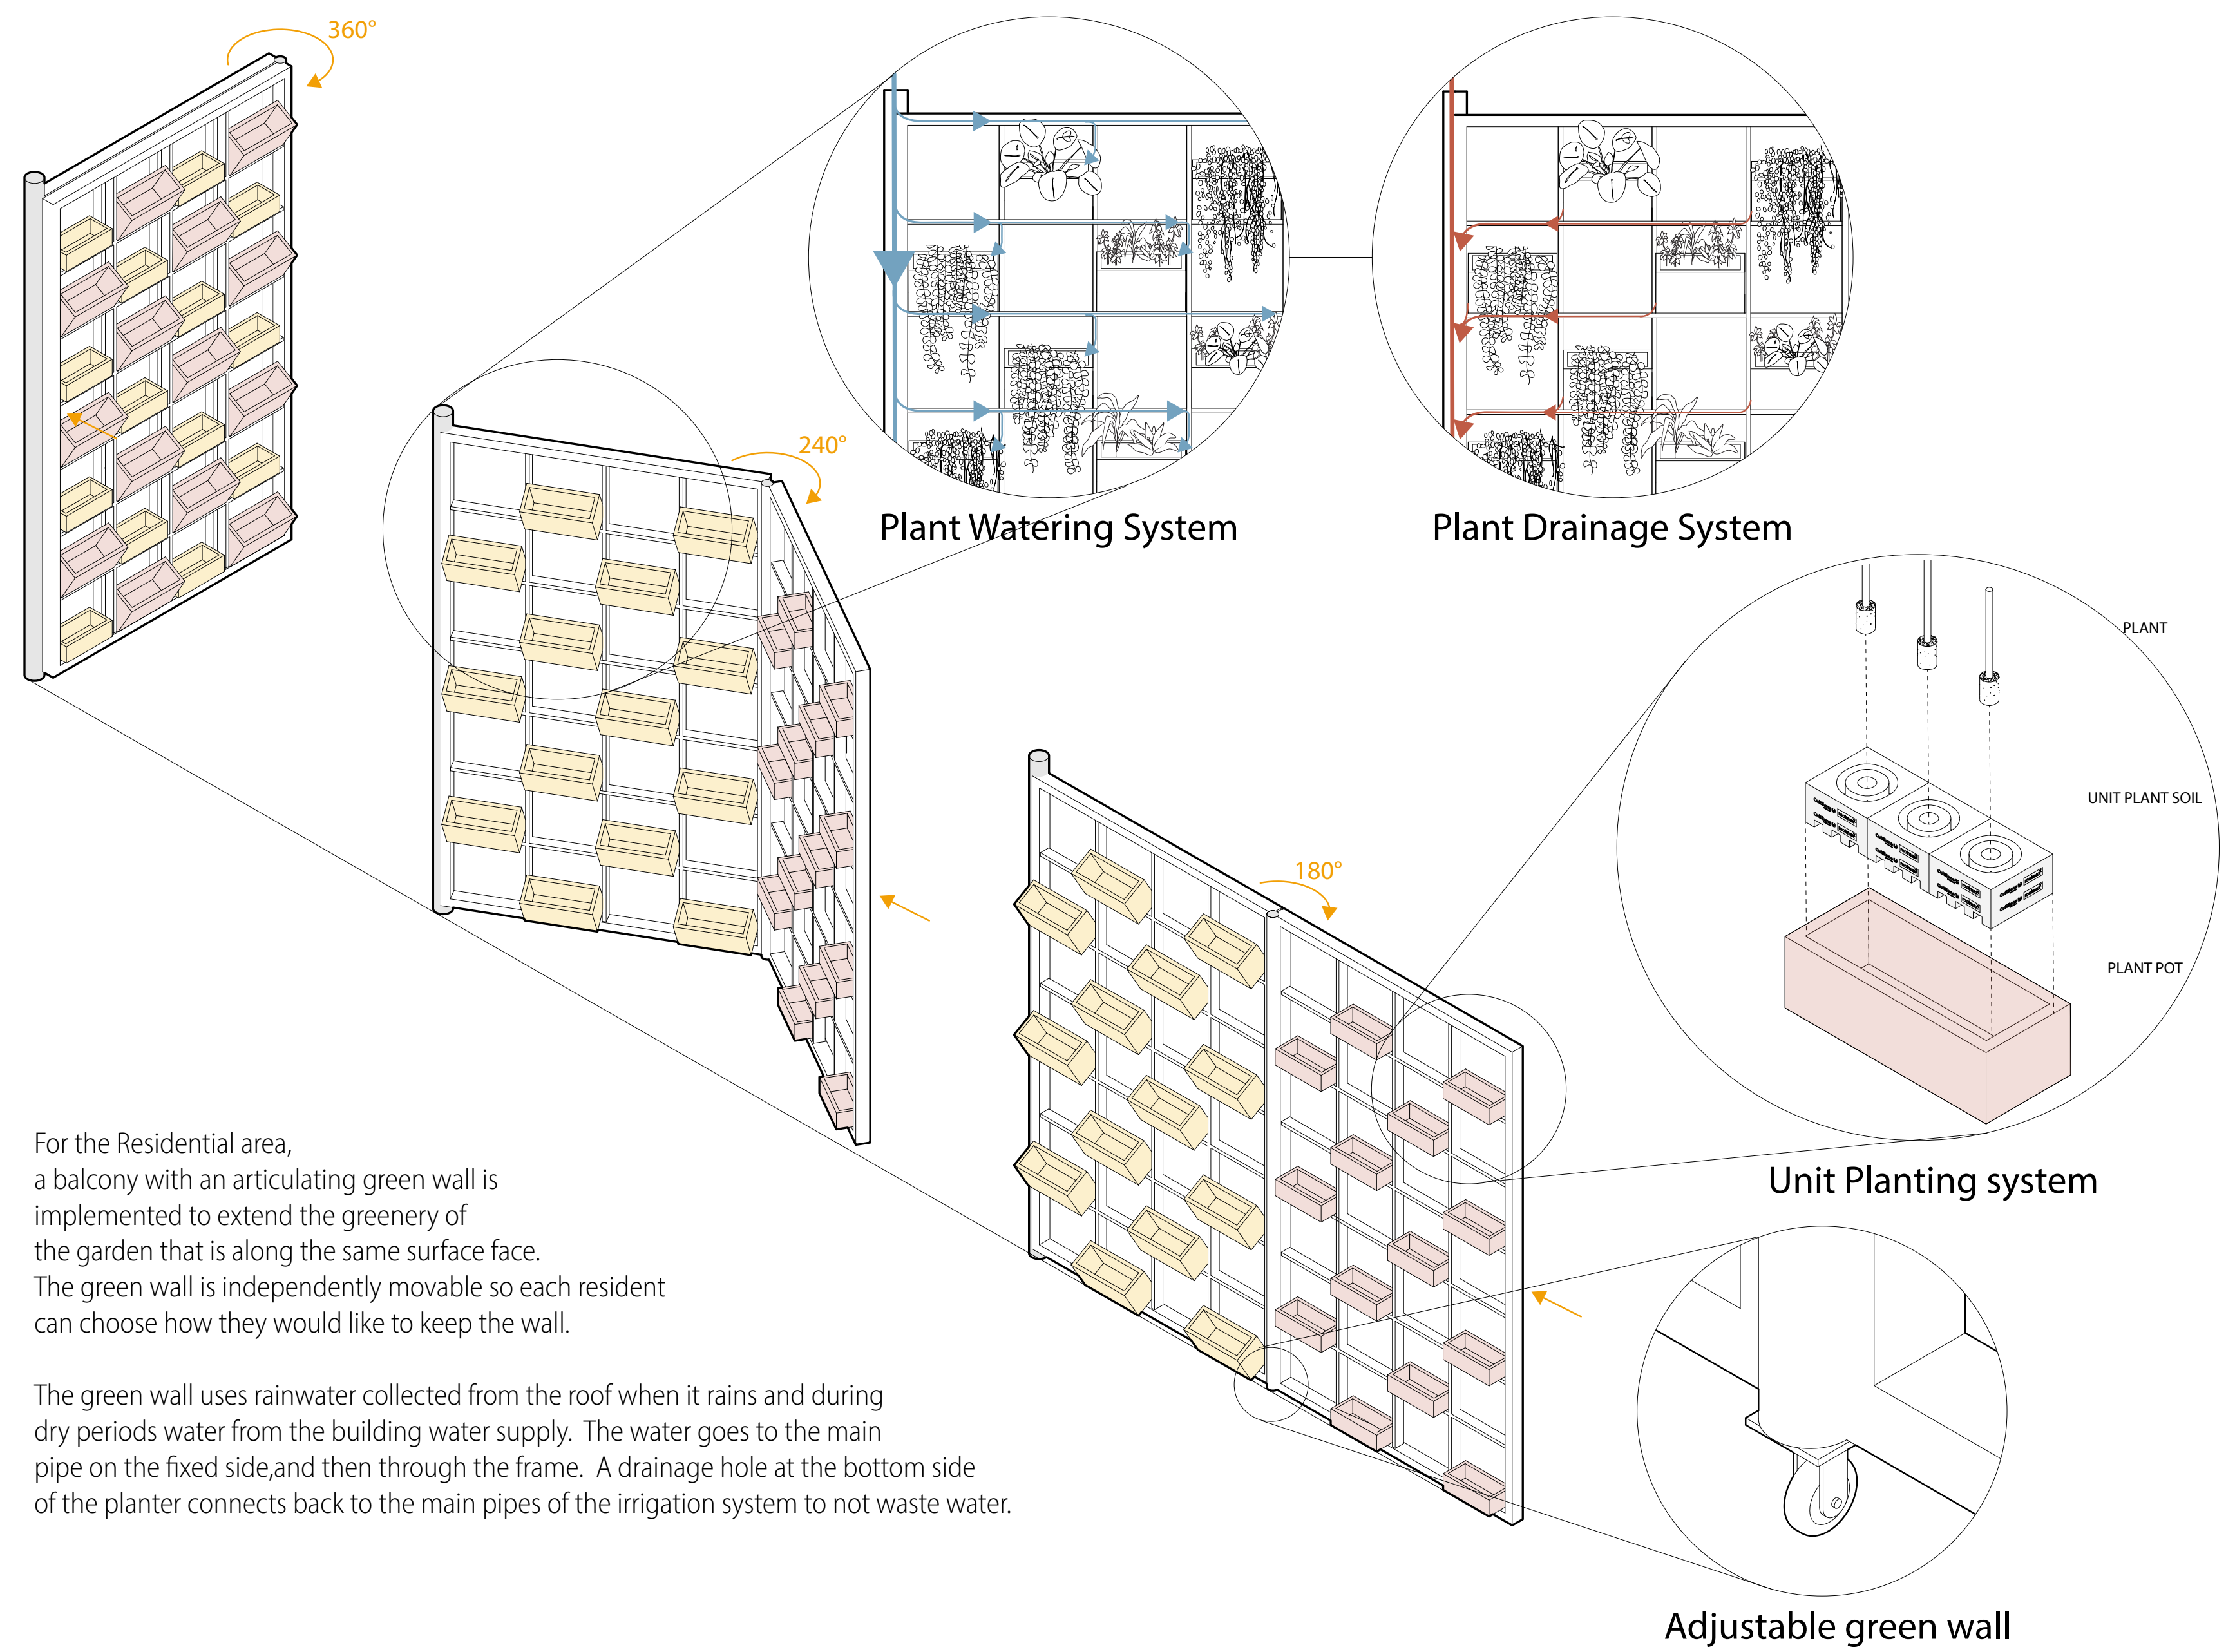 360°
240°
Plant Watering System
Plant Drainage System
PLANT
UNIT PLANT SOIL
PLANT POT
180°
Unit Planting system
For the Residential area,
a balcony with an articulating green wall is
implemented to extend the greenery of
the garden that is along the same surface face.
The green wall is independently movable so each resident
can choose how they would like to keep the wall.
The green wall uses rainwater collected from the roof when it rains and during
dry periods water from the building water supply.  The water goes to the main
pipe on the fixed side,and then through the frame.  A drainage hole at the bottom side
of the planter connects back to the main pipes of the irrigation system to not waste water.
Adjustable green wall